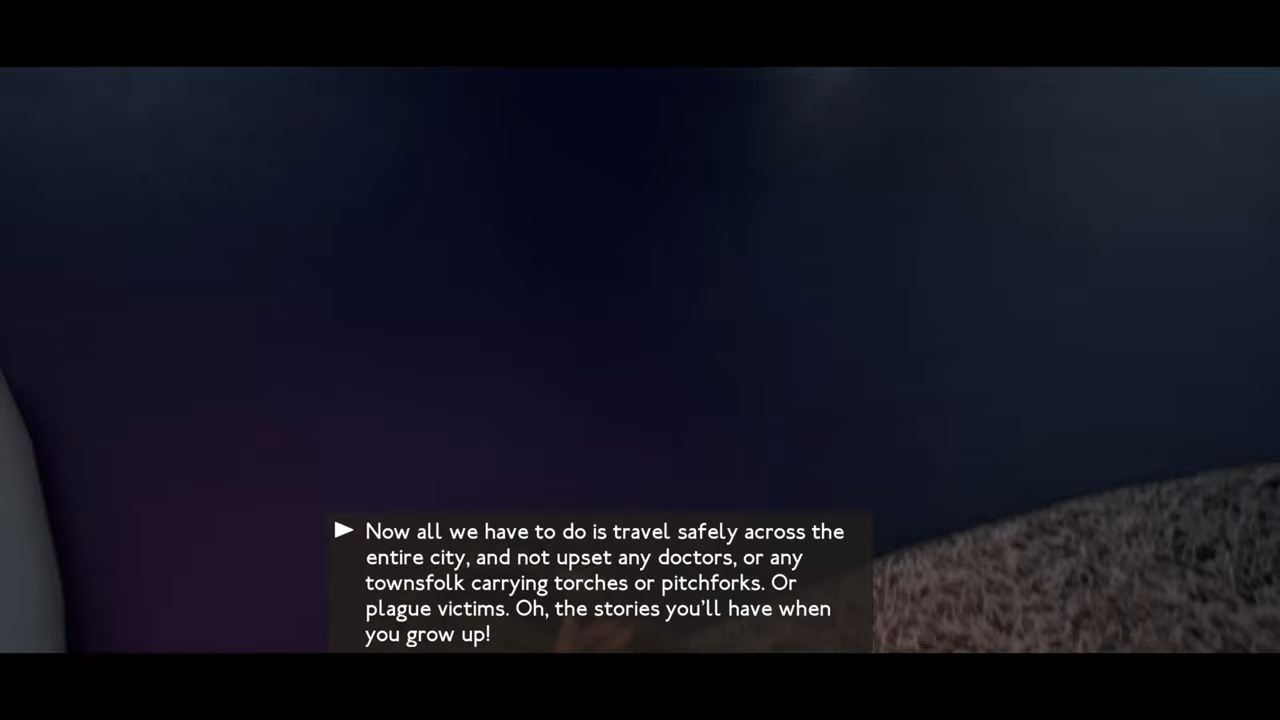 Now all we have to do is travel safely across the
entire city, and not upset any doctors, or any
townsfolk carrying torches or pitchforks. Or
plague victims. Oh, the stories you’ll have when
you grow up!